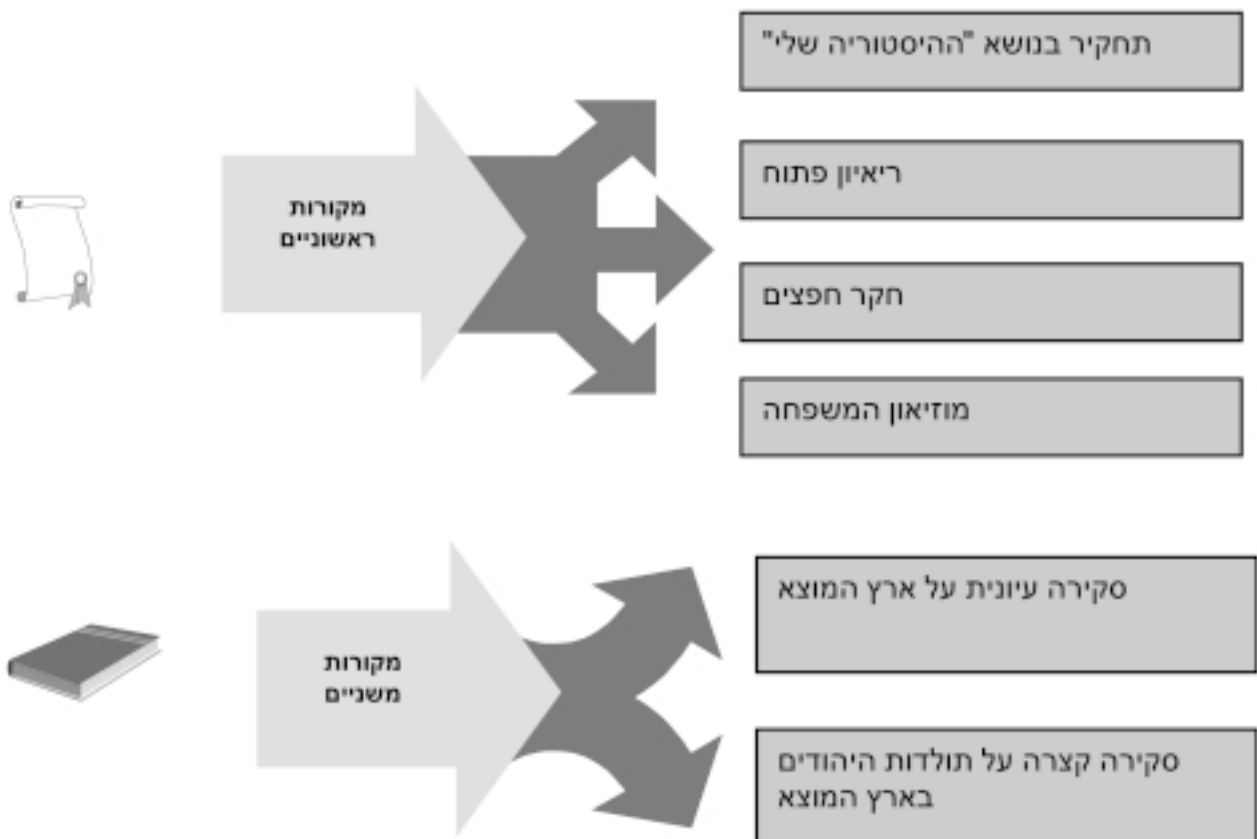 תחקיר בנושא "ההיסטוריה שלי"
ריאיון פתוח
מקורות
ראשוניים
חקר חפצים
מוזיאון המשפחה
סקירה עיונית על ארץ המוצא
מקורות
משניים
סקירה קצרה על תולדות היהודים
בארץ המוצא